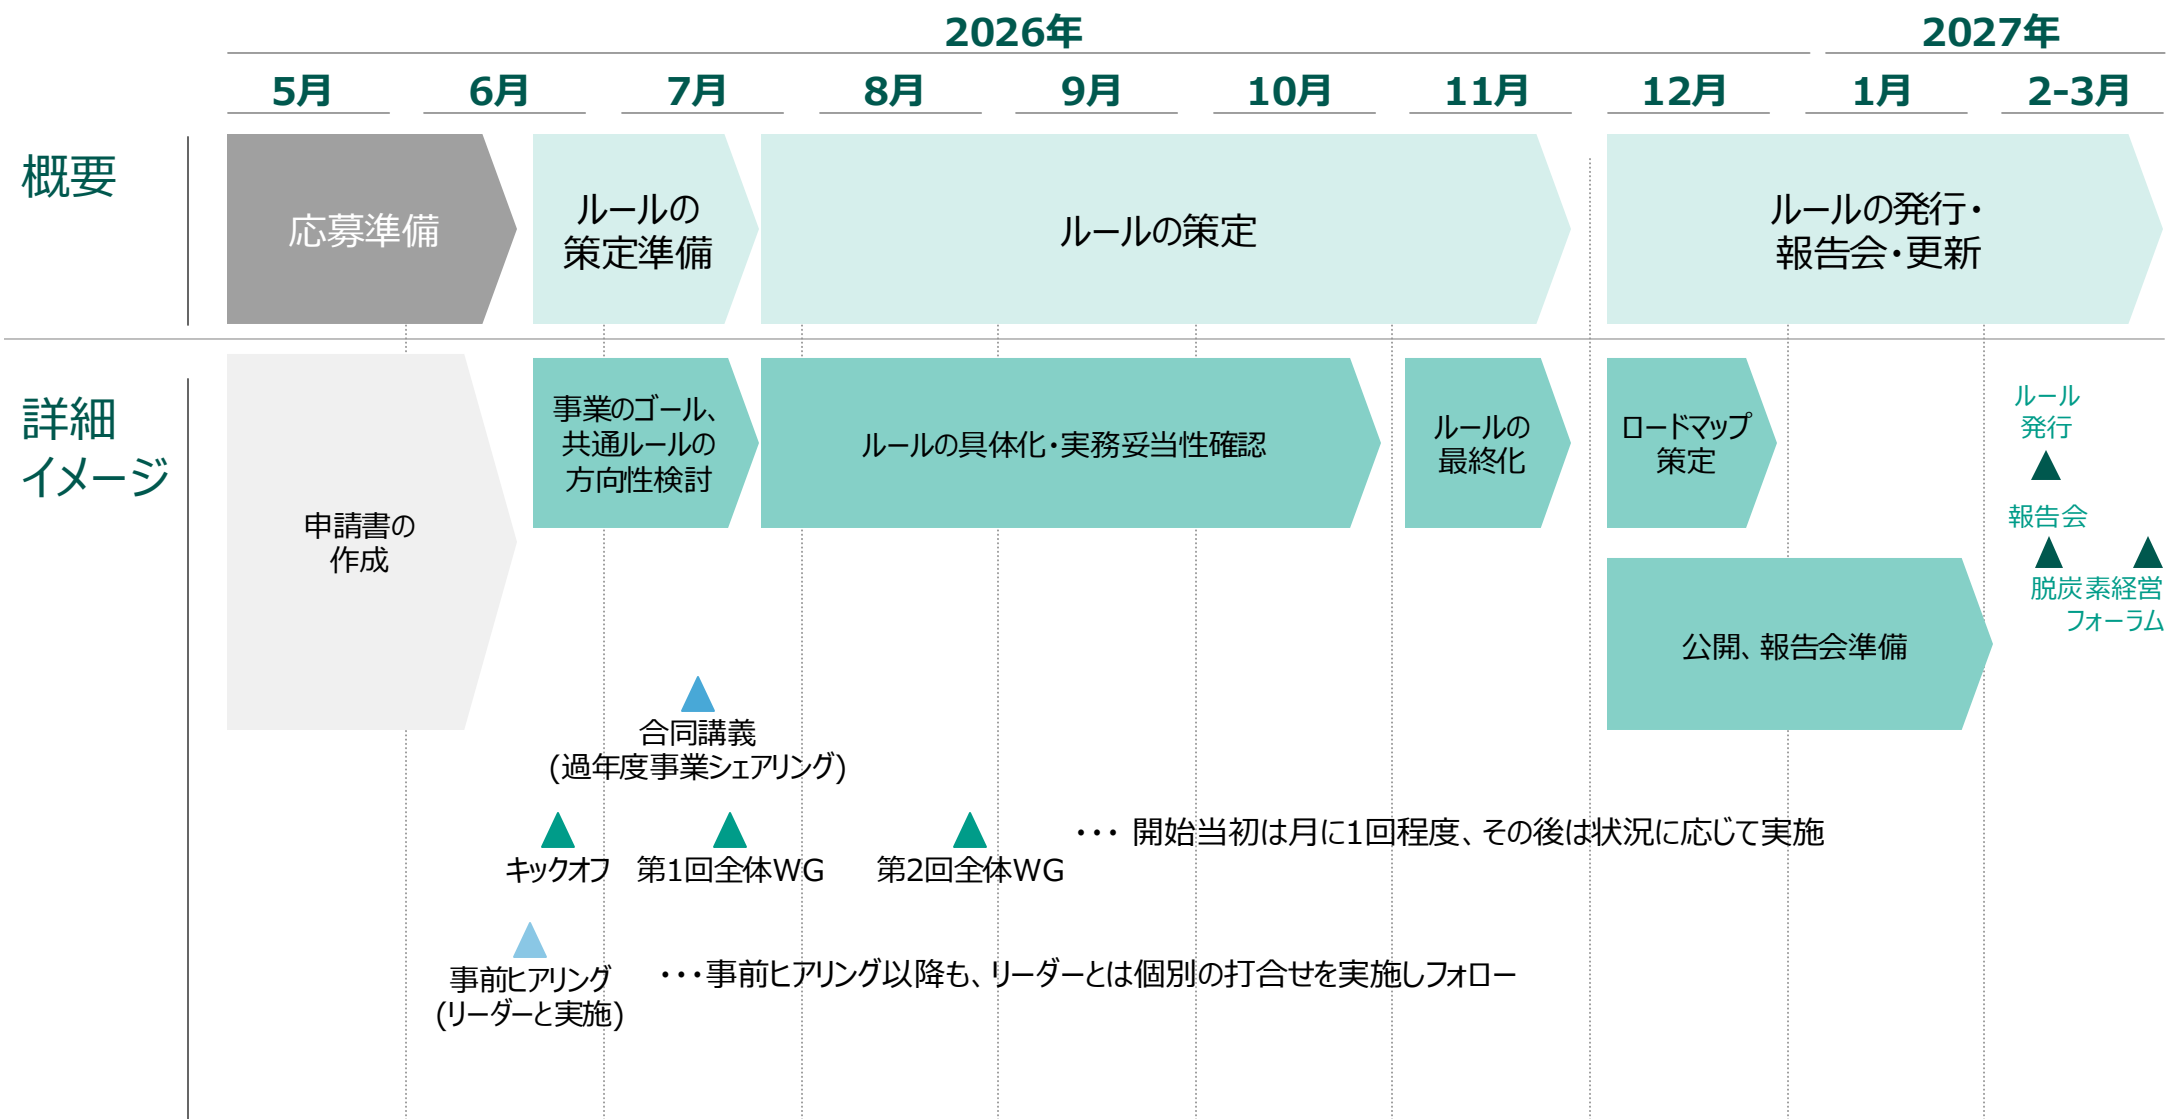 2026年
2027年
5月
6月
7月
8月
9月
10月
11月
12月
1月
2-3月
概要
応募準備
ルールの
策定準備
ルールの策定
ルールの発行・
報告会・更新
詳細
イメージ
申請書の
作成
事業のゴール、
共通ルールの
方向性検討
ルールの具体化・実務妥当性確認
ルールの
最終化
ロードマップ
策定
公開、報告会準備
ルール
発行
報告会
脱炭素経営
フォーラム
合同講義
(過年度事業シェアリング)
キックオフ
第1回全体WG
第2回全体WG
・・・ 開始当初は月に1回程度、その後は状況に応じて実施
事前ヒアリング
(リーダーと実施)
・・・事前ヒアリング以降も、リーダーとは個別の打合せを実施しフォロー